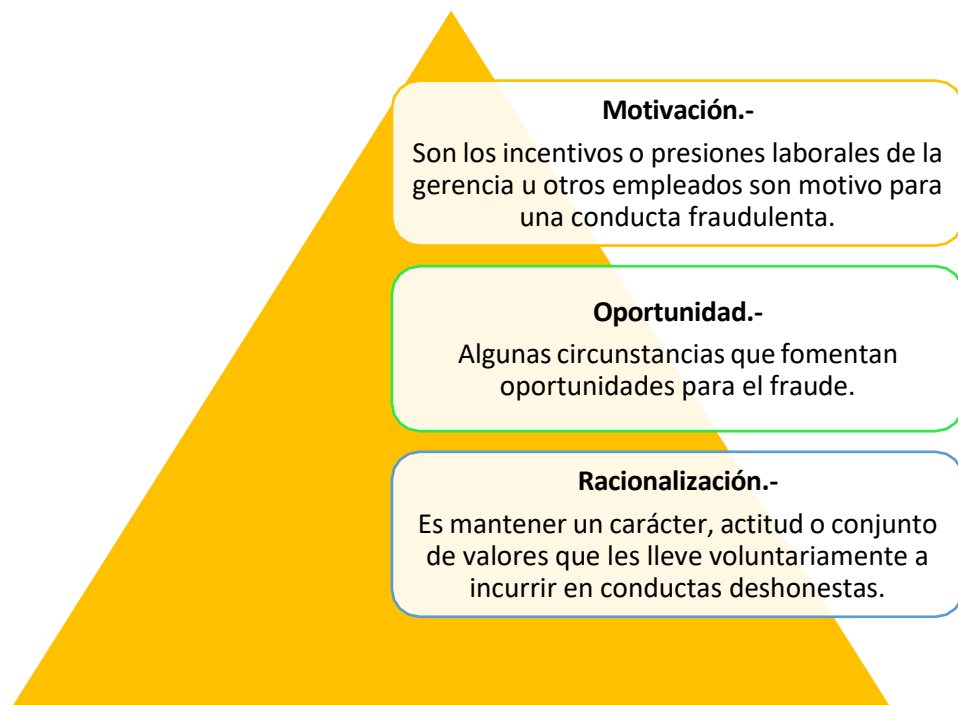 Motivación.-
Son los incentivos o presiones laborales de la
gerencia u otros empleados son motivo para
una conducta fraudulenta.
Oportunidad.-
Algunas circunstancias que fomentan
oportunidades para el fraude.
Racionalización.-
Es mantener un carácter, actitud o conjunto
de valores que les lleve voluntariamente a
incurrir en conductas deshonestas.